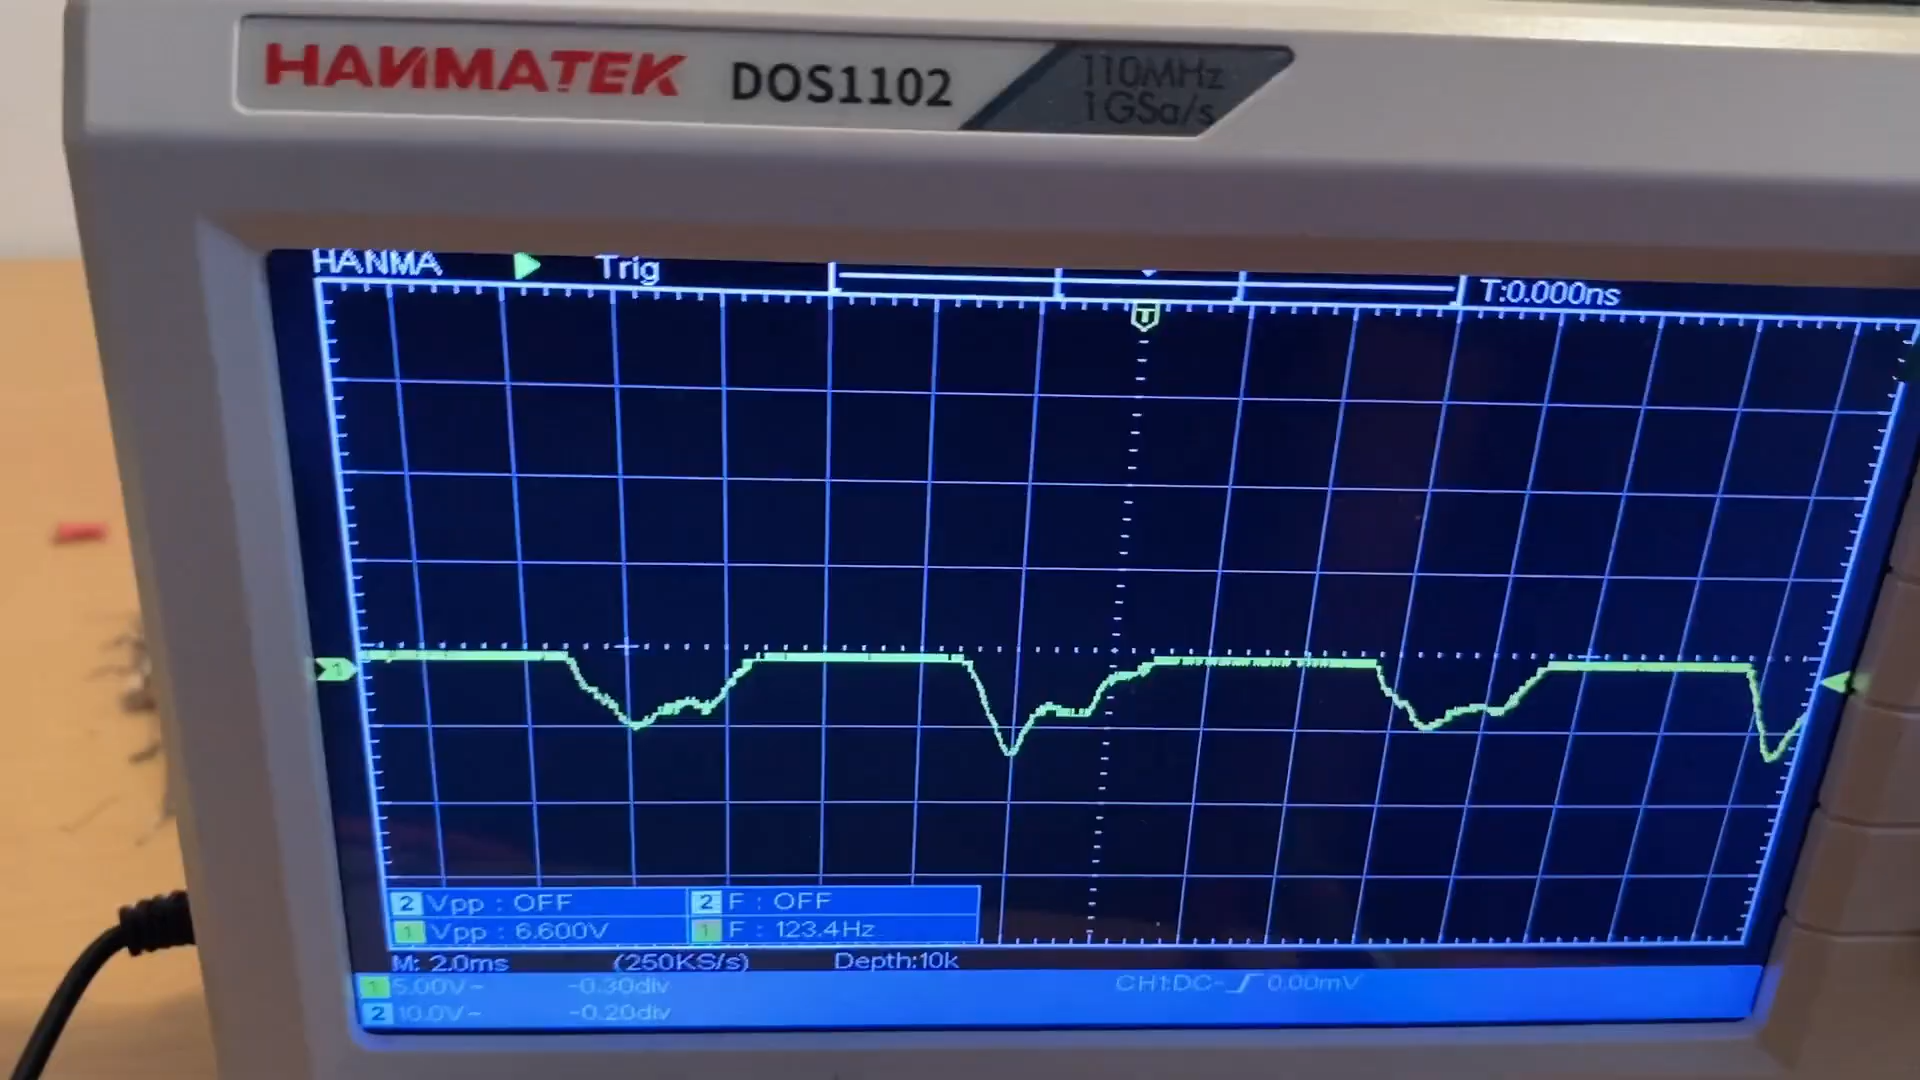 HANMATEK DOS1102 110MHz
1GSa/s
HANMA Trig T:0.000ns
T
1
2 Vpp : OFF 2 F : OFF
1 Vpp : 6.600V 1 F : 123.4Hz
M: 2.0ms (250KS/s) Depth:10k
1 5.00V⎓ -0.30div CH1:DC- 0.00mV
2 10.0V⎓ -0.20div